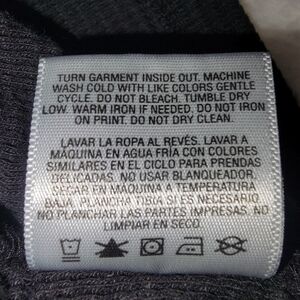 TURN GARMENT INSIDE OUT. MACHINE
WASH COLD WITH LIKE COLORS GENTLE
CYCLE. DO NOT BLEACH. TUMBLE DRY
LOW. WARM IRON IF NEEDED. DO NOT IRON
ON PRINT. DO NOT DRY CLEAN.
LAVAR LA ROPA AL REVÉS. LAVAR A
MÁQUINA EN AGUA FRIA CON COLORES
SIMILARES EN EL CICLO PARA PRENDAS
DELICADAS. NO USAR BLANQUEADOR.
SECAR EN MAQUINA A TEMPERATURA
BAJA. PLANCHA TIBIA SI ES NECESARIO.
NO PLANCHAR LAS PARTES IMPRESAS. NO
LIMPIAR EN SECO.